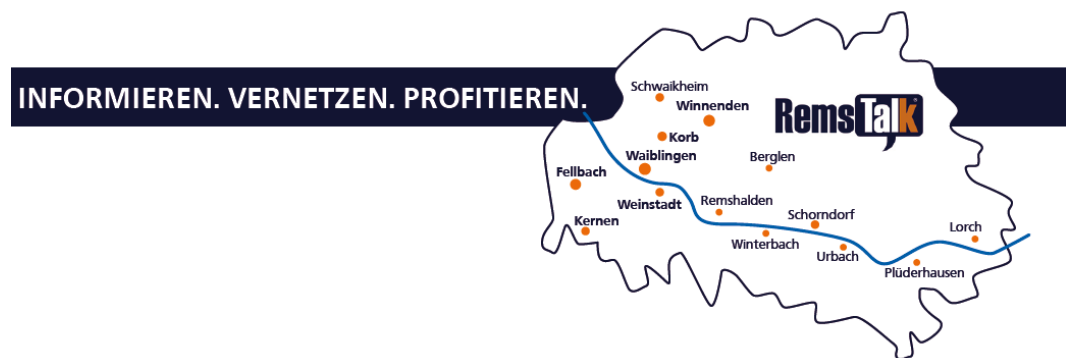 INFORMIEREN. VERNETZEN. PROFITIEREN.
Schwaikheim
Winnenden
RemsTalk®
Korb
Waiblingen
Berglen
Fellbach
Weinstadt
Remshalden
Kernen
Schorndorf
Lorch
Winterbach
Urbach
Plüderhausen